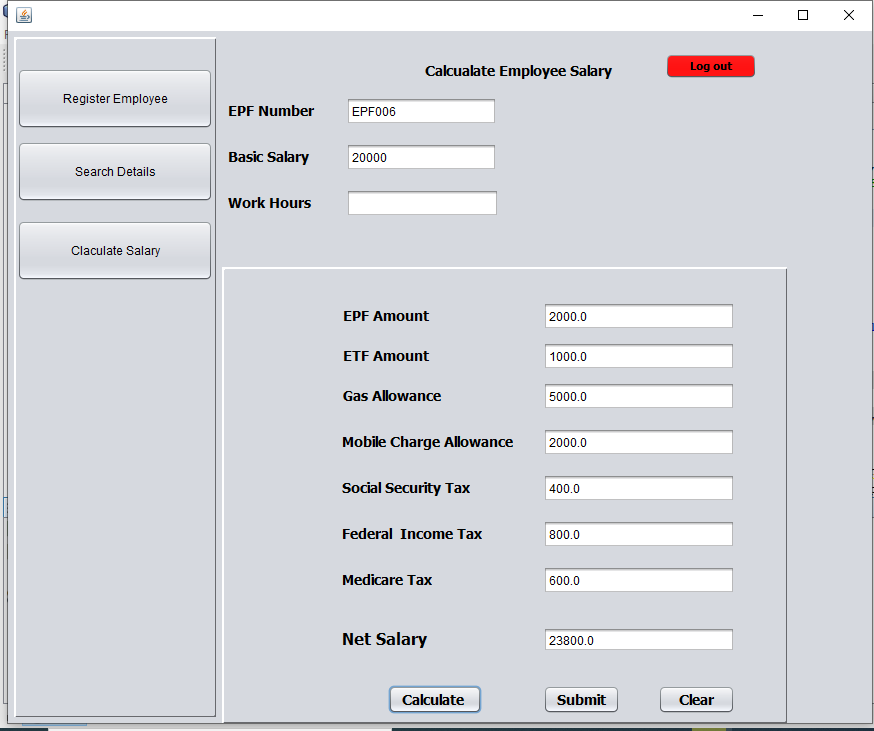 Calcualate Employee Salary
Log out
Register Employee
Search Details
Claculate Salary
EPF Number EPF006
Basic Salary 20000
Work Hours
EPF Amount 2000.0
ETF Amount 1000.0
Gas Allowance 5000.0
Mobile Charge Allowance 2000.0
Social Security Tax 400.0
Federal  Income Tax 800.0
Medicare Tax 600.0
Net Salary 23800.0
Calculate Submit Clear